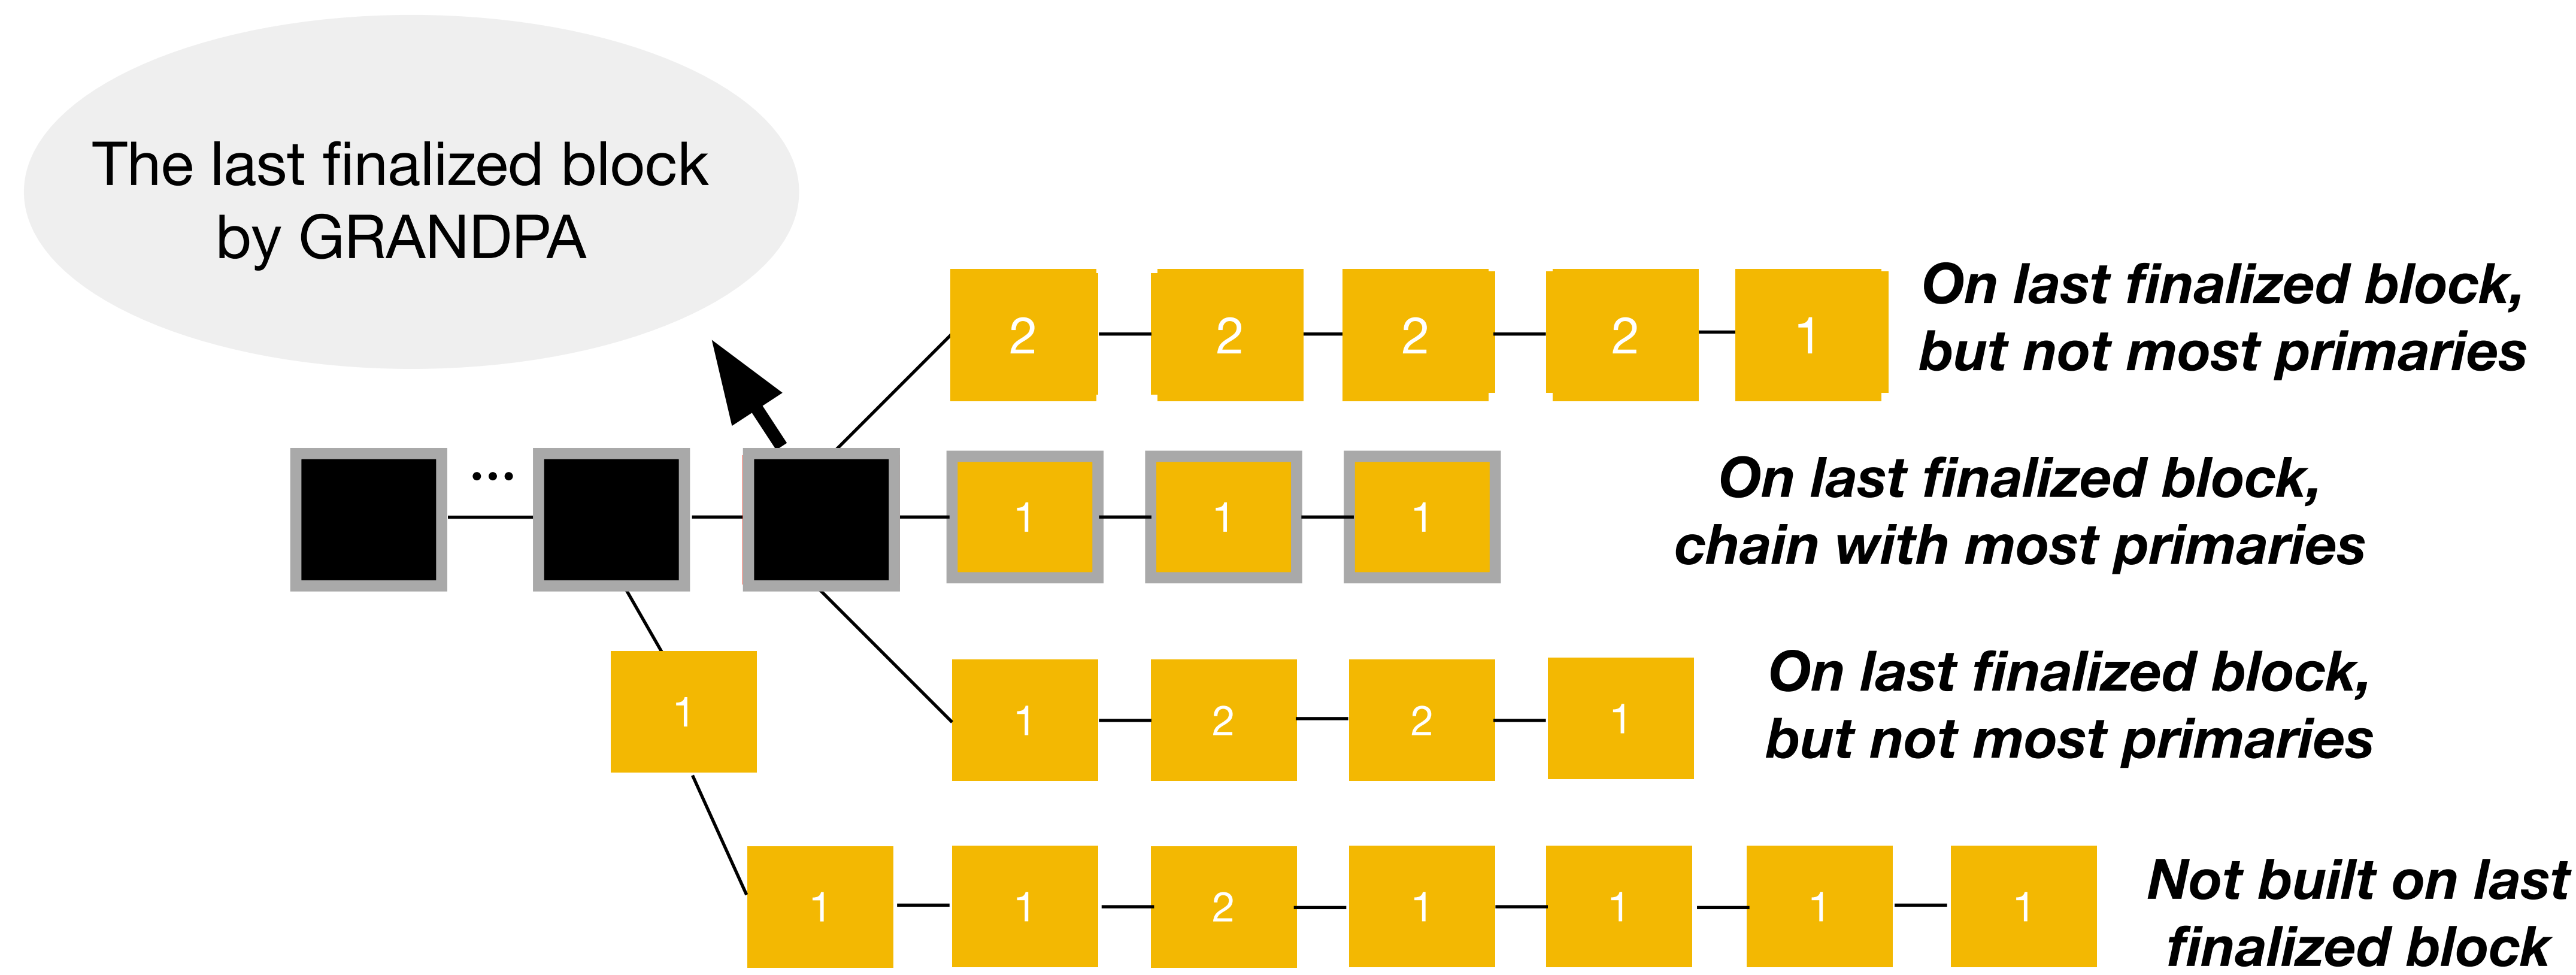 The last finalized block
by GRANDPA
2 2 2 2 1
On last finalized block,
but not most primaries
...
1 1 1
On last finalized block,
chain with most primaries
1
1 2 2 1
On last finalized block,
but not most primaries
1 1 2 1 1 1 1
Not built on last
finalized block